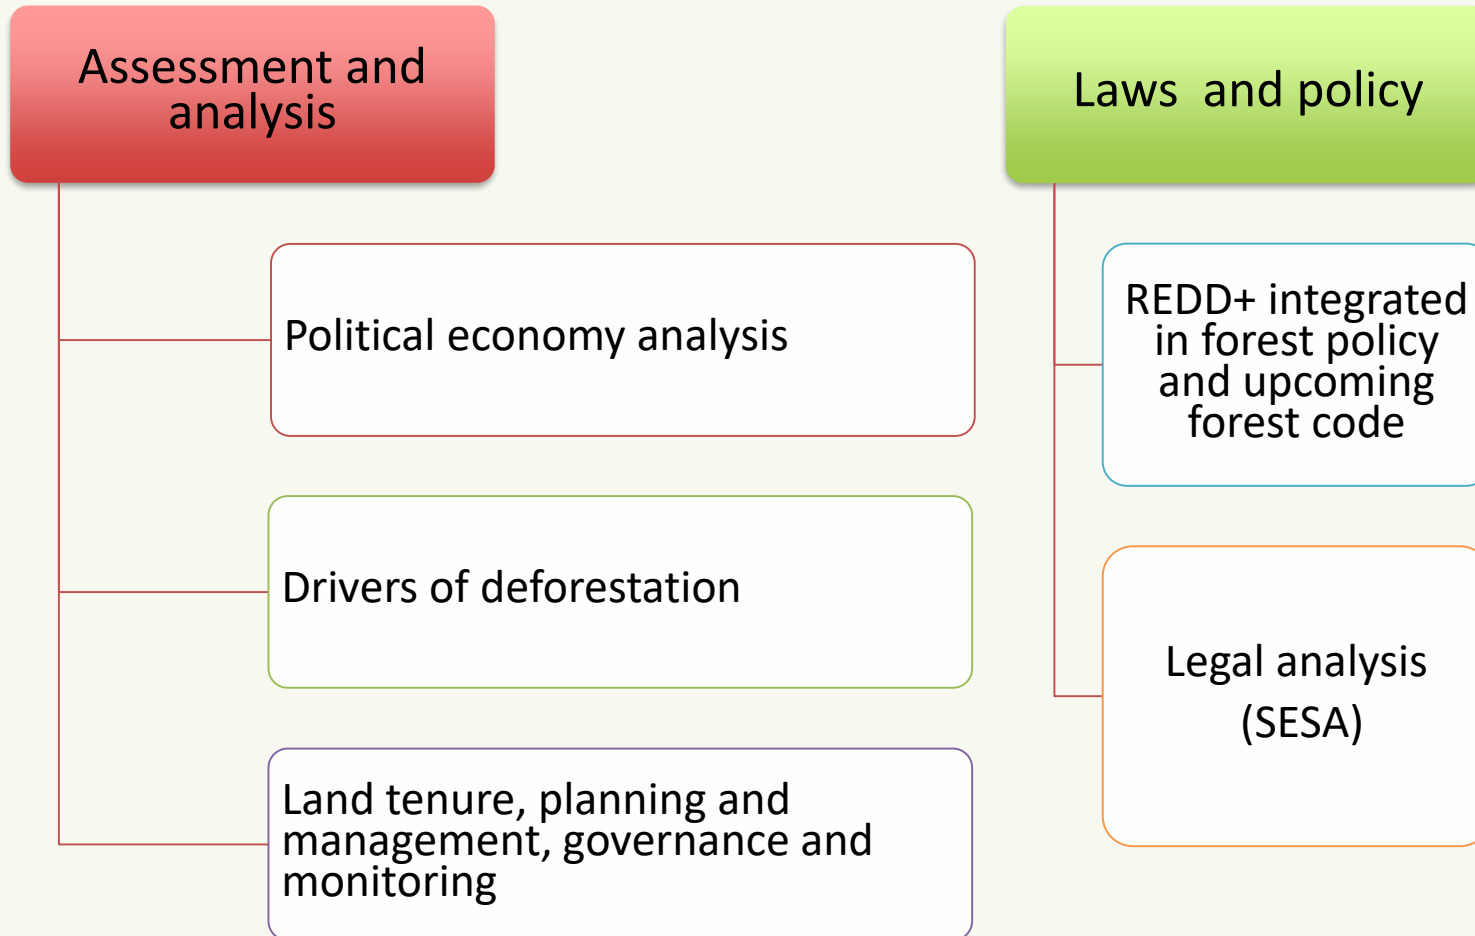 Assessment and
analysis
Political economy analysis
Drivers of deforestation
Land tenure, planning and
management, governance and
monitoring
Laws and policy
REDD+ integrated
in forest policy
and upcoming
forest code
Legal analysis
(SESA)